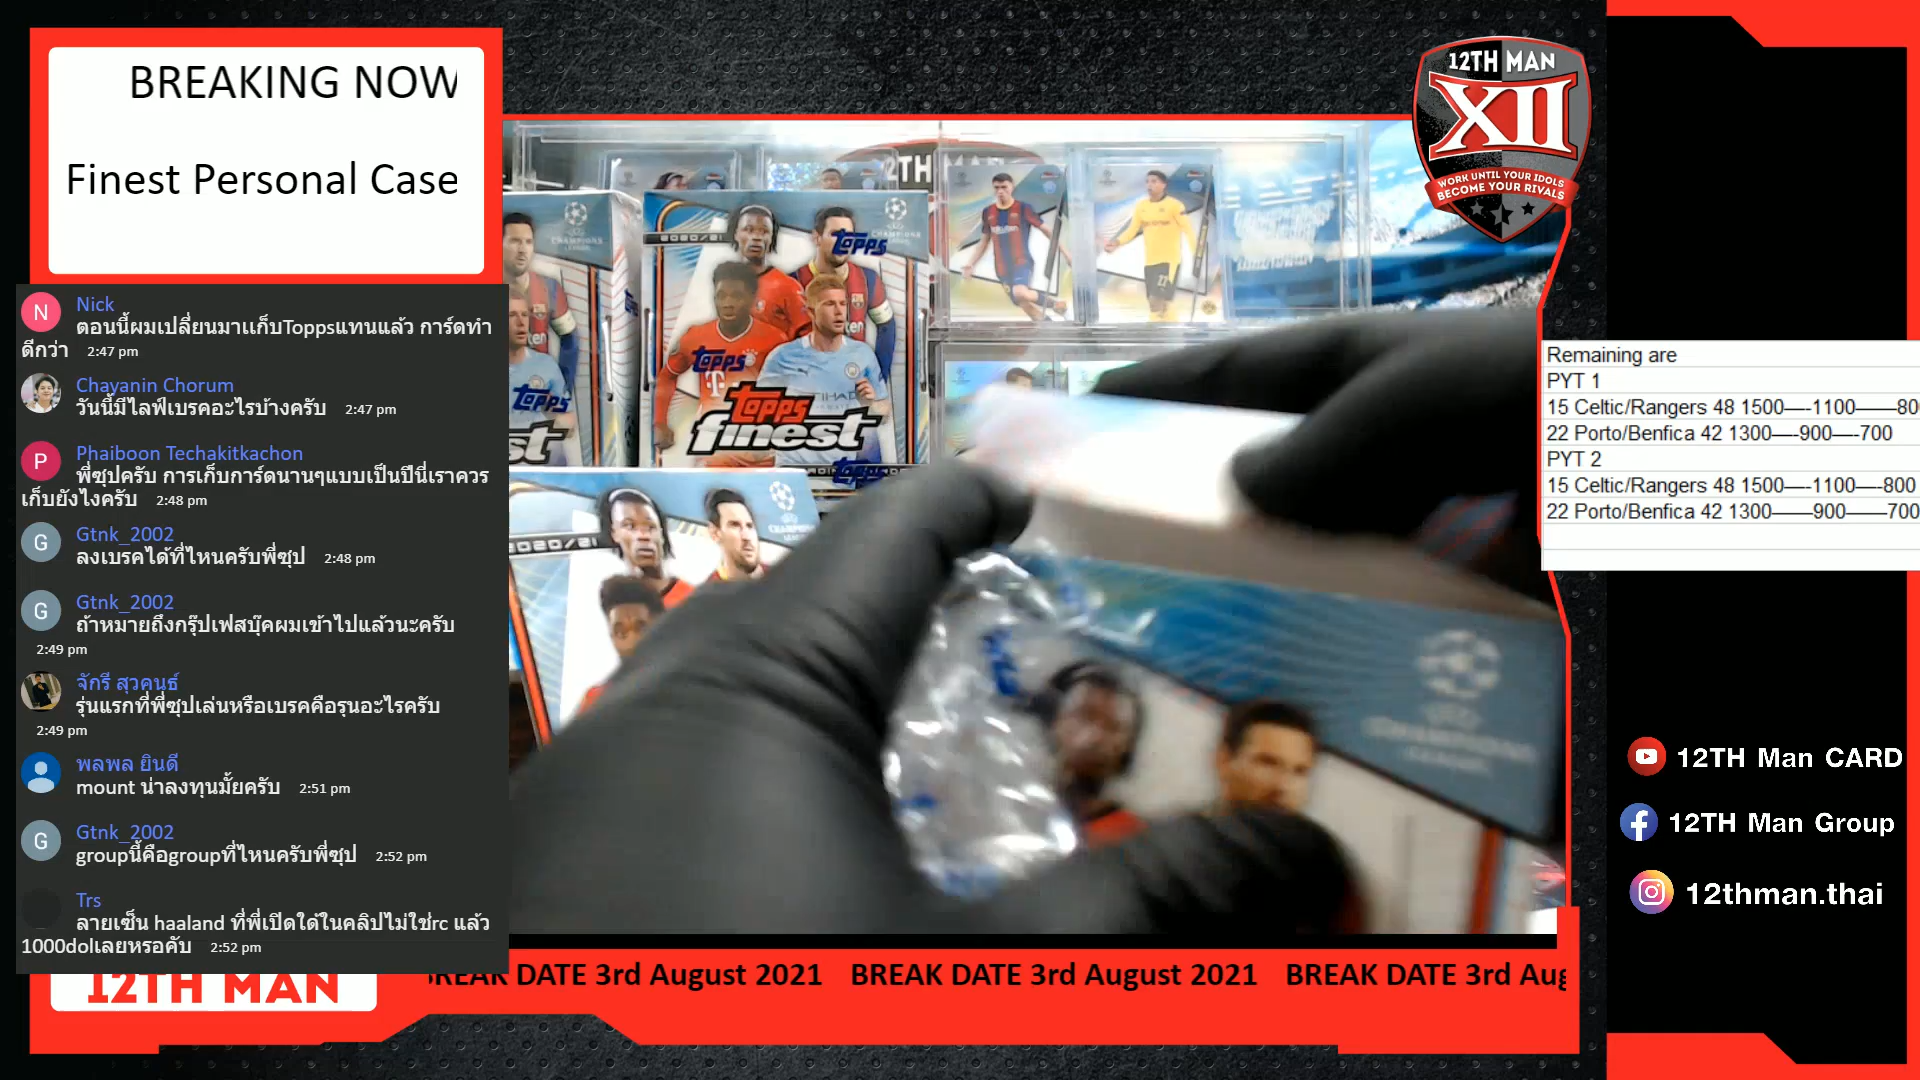 BREAKING NOW
Finest Personal Case
Nick
ตอนนี้ผมเปลี่ยนมาเก็บToppsแทนแล้ว การ์ดทำ
ดีกว่า 2:47 pm
Chayanin Chorum
วันนี้มีไลฟ์เบรคอะไรบ้างครับ 2:47 pm
Phaiboon Techakitkachon
พี่ซุปครับ การเก็บการ์ดนานๆแบบเป็นปีนี่เราควร
เก็บยังไงครับ 2:48 pm
Gtnk_2002
ลงเบรคได้ที่ไหนครับพี่ซุป 2:48 pm
Gtnk_2002
ถ้าหมายถึงกรุ๊ปเฟสบุ๊คผมเข้าไปแล้วนะครับ
2:49 pm
จักรี สุวคนธ์
รุ่นแรกที่พี่ซุปเล่นหรือเบรคคือรุนอะไรครับ
2:49 pm
พลพล ยินดี
mount น่าลงทุนมั้ยครับ 2:51 pm
Gtnk_2002
groupนี้คือgroupที่ไหนครับพี่ซุป 2:52 pm
Trs
ลายเซ็น haaland ที่พี่เปิดใด้ในคลิปไม่ใช่rc แล้ว
1000dolเลยหรอคับ 2:52 pm
12TH MAN
BREAK DATE 3rd August 2021 BREAK DATE 3rd August 2021 BREAK DATE 3rd Aug
12TH MAN
XII
WORK UNTIL YOUR IDOLS
BECOME YOUR RIVALS
12TH
2020/21
CHAMPIONS
Topps
Topps
Topps
finest
Topps
Topps
st
2020/21
Remaining are
PYT 1
15 Celtic/Rangers 48 1500—-1100——80
22 Porto/Benfica 42 1300—-900—-700
PYT 2
15 Celtic/Rangers 48 1500—-1100—-800
22 Porto/Benfica 42 1300——900——700
12TH Man CARD
12TH Man Group
12thman.thai